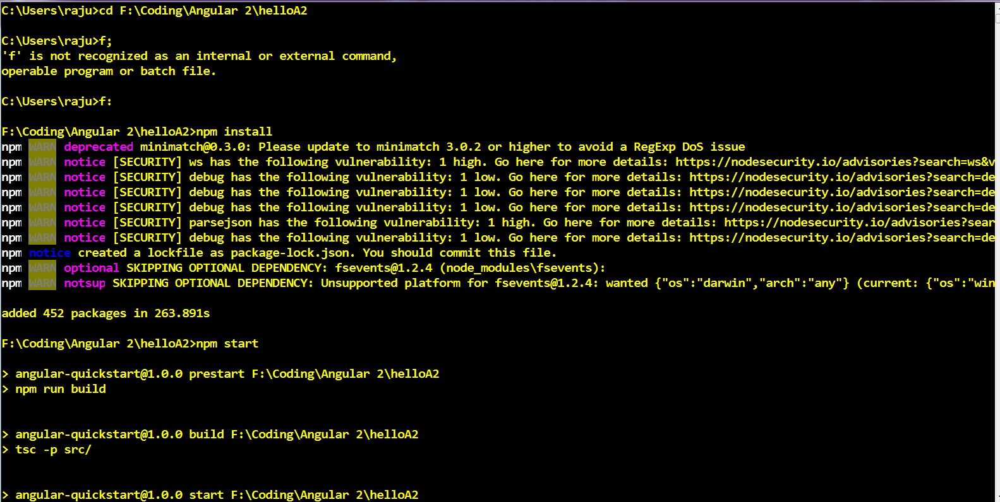 C:\Users\raju>cd F:\Coding\Angular 2\helloA2
C:\Users\raju>f;
'f' is not recognized as an internal or external command,
operable program or batch file.
C:\Users\raju>f:
F:\Coding\Angular 2\helloA2>npm install
npm WARN deprecated minimatch@0.3.0: Please update to minimatch 3.0.2 or higher to avoid a RegExp DoS issue
npm WARN notice [SECURITY] ws has the following vulnerability: 1 high. Go here for more details: https://nodesecurity.io/advisories?search=ws&v
npm WARN notice [SECURITY] debug has the following vulnerability: 1 low. Go here for more details: https://nodesecurity.io/advisories?search=de
npm WARN notice [SECURITY] debug has the following vulnerability: 1 low. Go here for more details: https://nodesecurity.io/advisories?search=de
npm WARN notice [SECURITY] debug has the following vulnerability: 1 low. Go here for more details: https://nodesecurity.io/advisories?search=de
npm WARN notice [SECURITY] parsejson has the following vulnerability: 1 high. Go here for more details: https://nodesecurity.io/advisories?sear
npm WARN notice [SECURITY] debug has the following vulnerability: 1 low. Go here for more details: https://nodesecurity.io/advisories?search=de
npm notice created a lockfile as package-lock.json. You should commit this file.
npm WARN optional SKIPPING OPTIONAL DEPENDENCY: fsevents@1.2.4 (node_modules\fsevents):
npm WARN notsup SKIPPING OPTIONAL DEPENDENCY: Unsupported platform for fsevents@1.2.4: wanted {"os":"darwin","arch":"any"} (current: {"os":"win
added 452 packages in 263.891s
F:\Coding\Angular 2\helloA2>npm start
> angular-quickstart@1.0.0 prestart F:\Coding\Angular 2\helloA2
> npm run build
> angular-quickstart@1.0.0 build F:\Coding\Angular 2\helloA2
> tsc -p src/
> angular-quickstart@1.0.0 start F:\Coding\Angular 2\helloA2